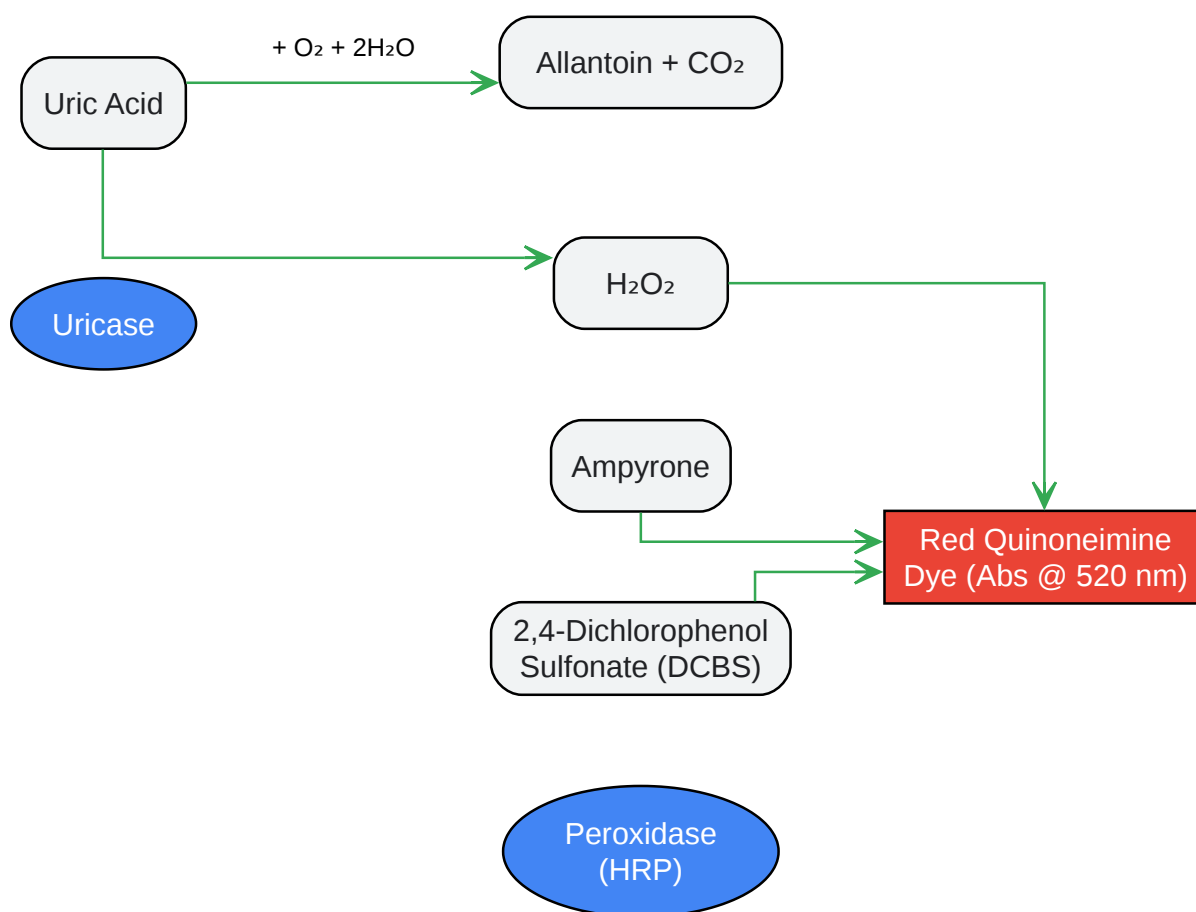 + O₂ + 2H₂O
Allantoin + CO₂
Uric Acid
H₂O₂
Uricase
Ampyrone
Red Quinoneimine
Dye (Abs @ 520 nm)
2,4-Dichlorophenol
Sulfonate (DCBS)
Peroxidase
(HRP)